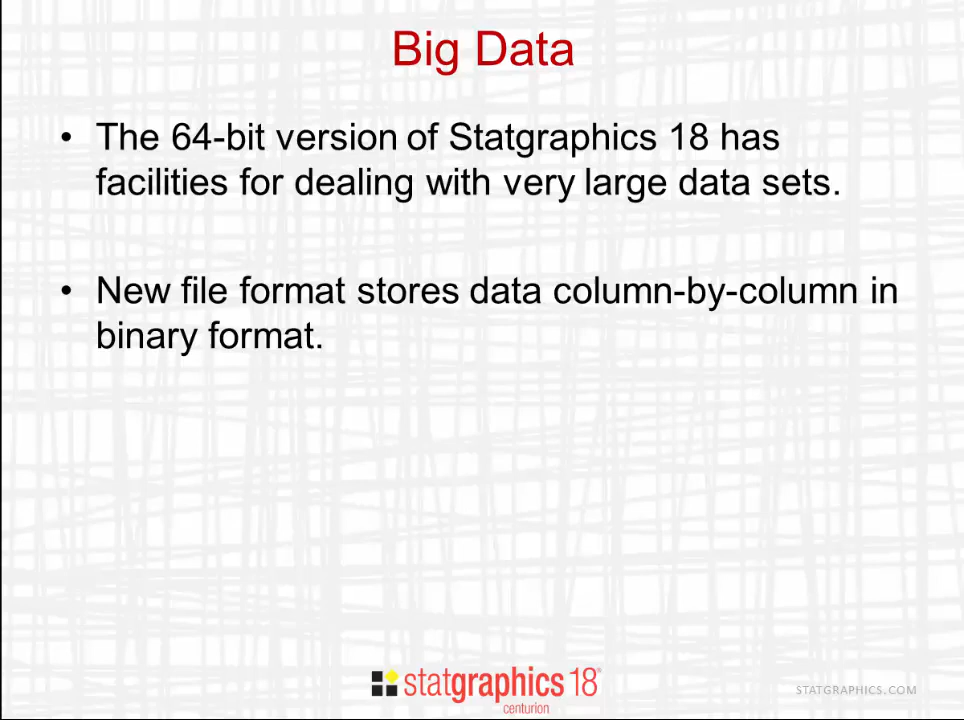 Big Data
• The 64-bit version of Statgraphics 18 has
facilities for dealing with very large data sets.
• New file format stores data column-by-column in
binary format.
statgraphics 18®
centurion
STATGRAPHICS.COM